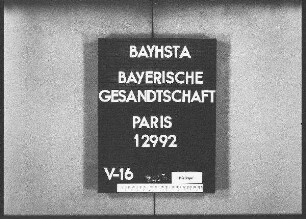 BAYHSTA
BAYERISCHE
GESANDTSCHAFT
PARIS
12992
V-16